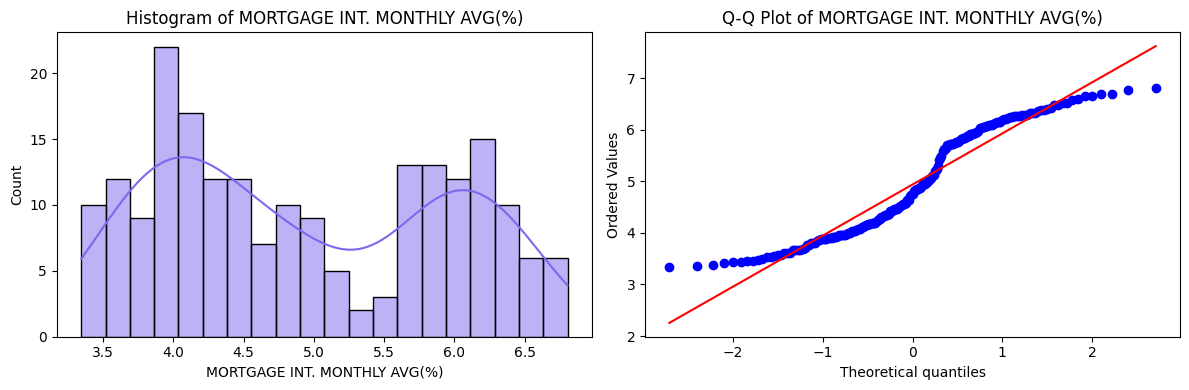 Histogram of MORTGAGE INT. MONTHLY AVG(%)
Count
20
15
10
5
0
3.5 4.0 4.5 5.0 5.5 6.0 6.5
MORTGAGE INT. MONTHLY AVG(%)
Q-Q Plot of MORTGAGE INT. MONTHLY AVG(%)
Ordered Values
7
6
5
4
3
2
−2 −1 0 1 2
Theoretical quantiles